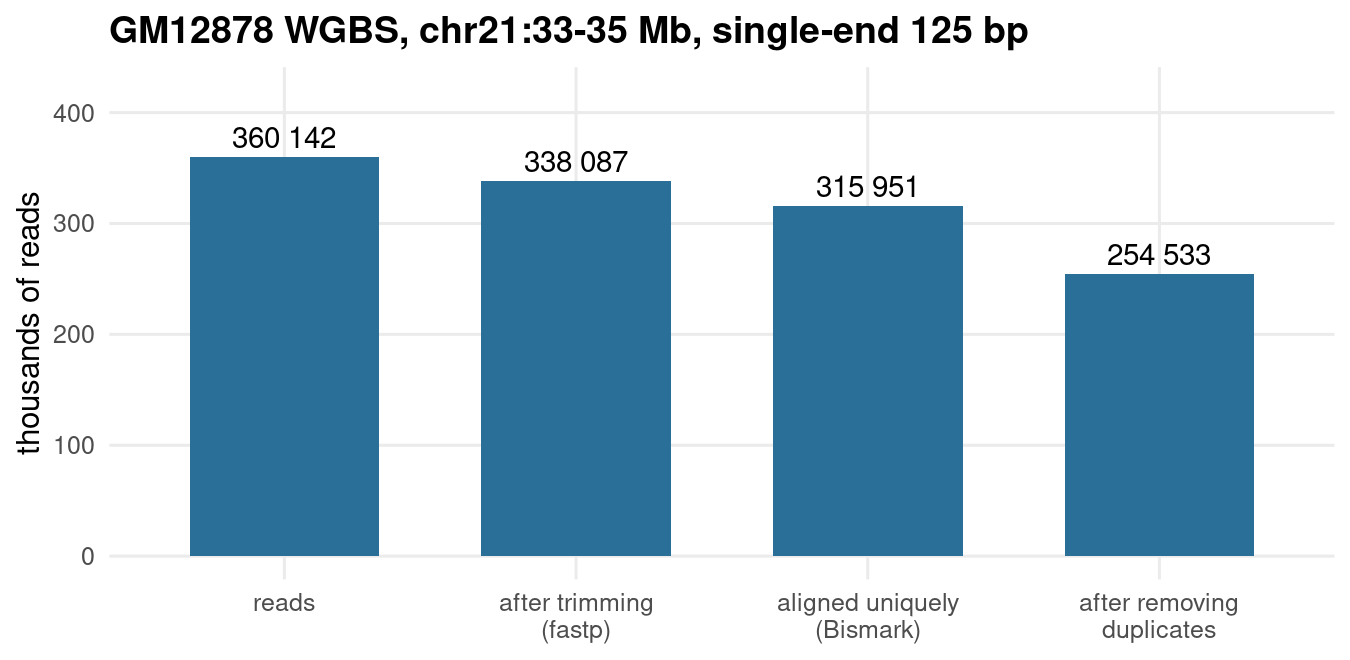 GM12878 WGBS, chr21:33-35 Mb, single-end 125 bp
thousands of reads
400
300
200
100
0
360 142
338 087
315 951
254 533
reads
after trimming
(fastp)
aligned uniquely
(Bismark)
after removing
duplicates